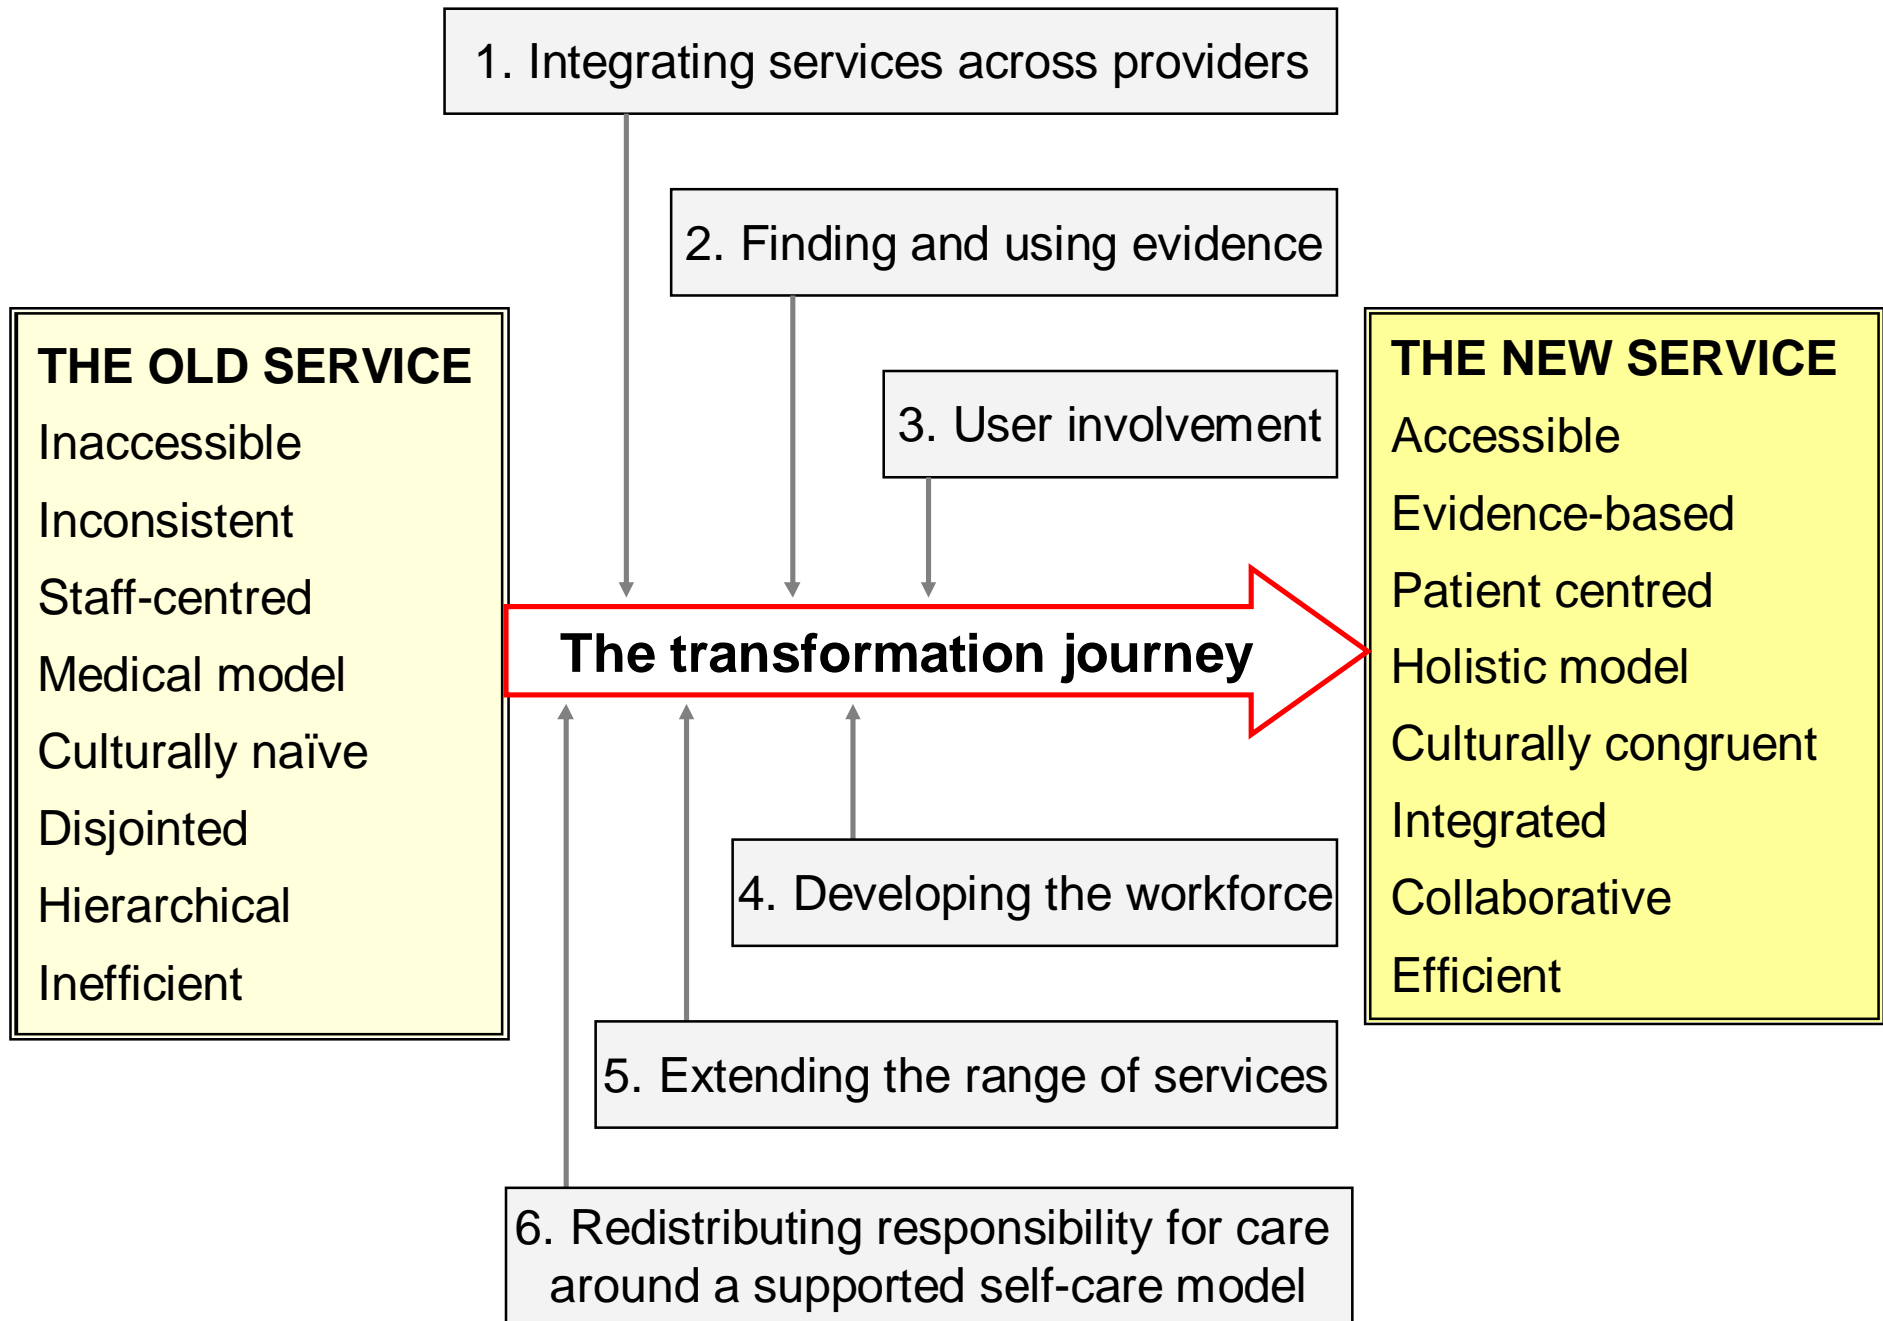 1. Integrating services across providers
2. Finding and using evidence
3. User involvement
THE OLD SERVICE
Inaccessible
Inconsistent
Staff-centred
Medical model
Culturally naïve
Disjointed
Hierarchical
Inefficient
The transformation journey
THE NEW SERVICE
Accessible
Evidence-based
Patient centred
Holistic model
Culturally congruent
Integrated
Collaborative
Efficient
4. Developing the workforce
5. Extending the range of services
6. Redistributing responsibility for care
around a supported self-care model